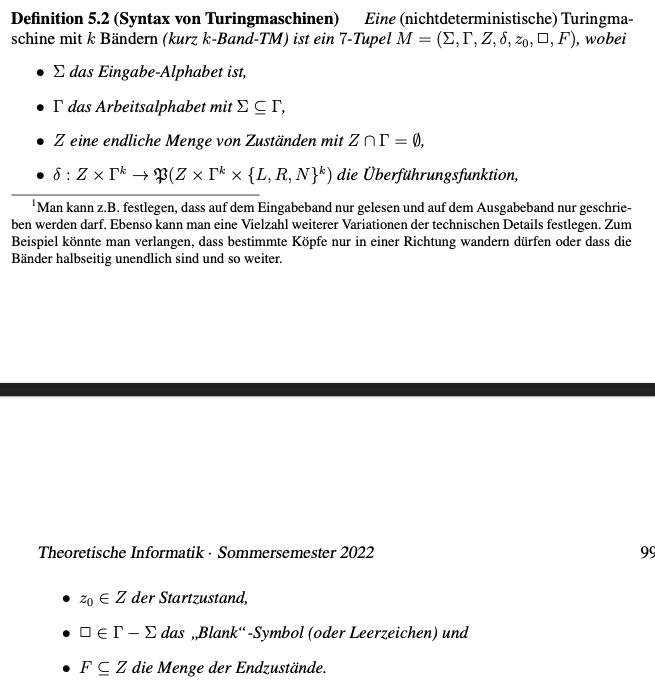 Definition 5.2 (Syntax von Turingmaschinen) Eine (nichtdeterministische) Turingma-
schine mit k Bändern (kurz k-Band-TM) ist ein 7-Tupel M = (Σ, Γ, Z, δ, z₀, □, F), wobei
• Σ das Eingabe-Alphabet ist,
• Γ das Arbeitsalphabet mit Σ ⊆ Γ,
• Z eine endliche Menge von Zuständen mit Z ∩ Γ = ∅,
• δ : Z × Γᵏ → 𝔓(Z × Γᵏ × {L, R, N}ᵏ) die Überführungsfunktion,
¹Man kann z.B. festlegen, dass auf dem Eingabeband nur gelesen und auf dem Ausgabeband nur geschrie-
ben werden darf. Ebenso kann man eine Vielzahl weiterer Variationen der technischen Details festlegen. Zum
Beispiel könnte man verlangen, dass bestimmte Köpfe nur in einer Richtung wandern dürfen oder dass die
Bänder halbseitig unendlich sind und so weiter.
Theoretische Informatik · Sommersemester 2022 99
• z₀ ∈ Z der Startzustand,
• □ ∈ Γ − Σ das „Blank“-Symbol (oder Leerzeichen) und
• F ⊆ Z die Menge der Endzustände.